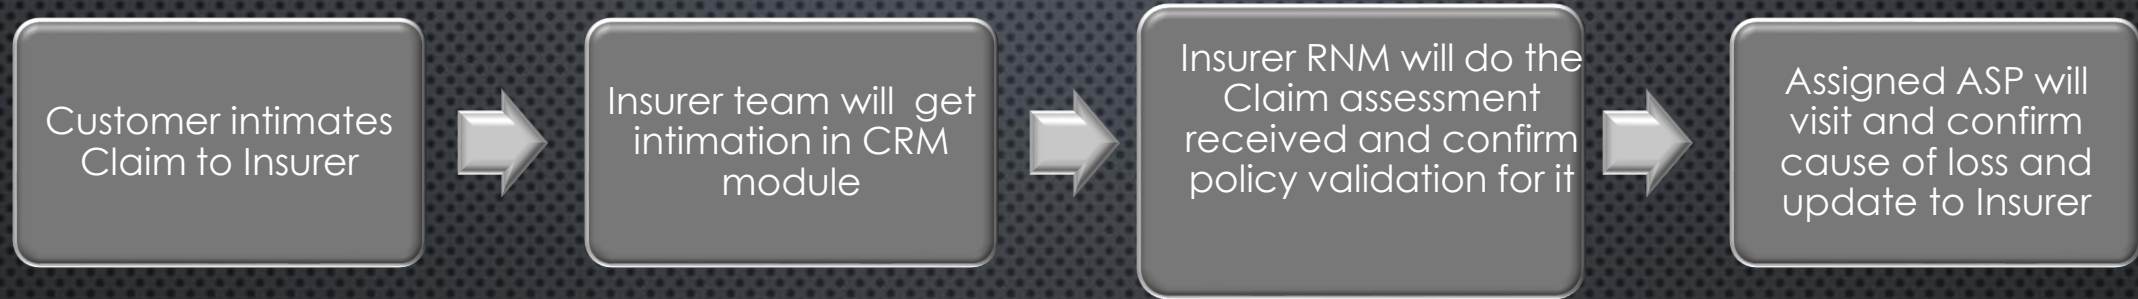 Customer intimates
Claim to Insurer
Insurer team will  get
intimation in CRM
module
Insurer RNM will do the
Claim assessment
received and confirm
policy validation for it
Assigned ASP will
visit and confirm
cause of loss and
update to Insurer